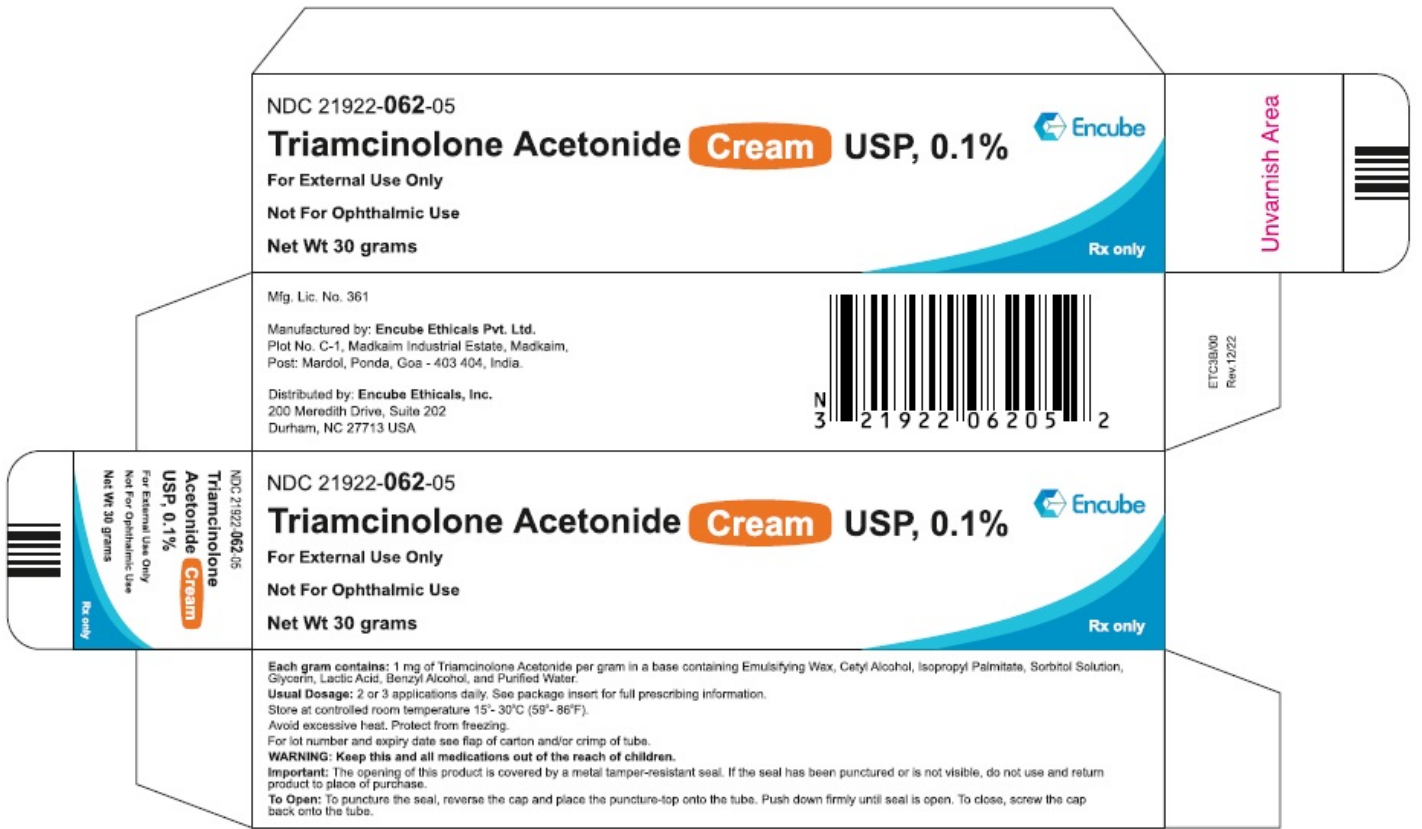 NDC 21922-062-05
Triamcinolone Acetonide Cream USP, 0.1%
For External Use Only
Not For Ophthalmic Use
Net Wt 30 grams
Encube
Rx only
Unvarnish Area
Mfg. Lic. No. 361
Manufactured by: Encube Ethicals Pvt. Ltd.
Plot No. C-1, Madkaim Industrial Estate, Madkaim,
Post: Mardol, Ponda, Goa - 403 404, India.
Distributed by: Encube Ethicals, Inc.
200 Meredith Drive, Suite 202
Durham, NC 27713 USA
N
3 21922 06205 2
ETC3B/00
Rev.12/22
NDC 21922-062-05
Triamcinolone
Acetonide Cream
USP, 0.1%
For External Use Only
Not For Ophthalmic Use
Net Wt 30 grams
Rx only
NDC 21922-062-05
Triamcinolone Acetonide Cream USP, 0.1%
For External Use Only
Not For Ophthalmic Use
Net Wt 30 grams
Encube
Rx only
Each gram contains: 1 mg of Triamcinolone Acetonide per gram in a base containing Emulsifying Wax, Cetyl Alcohol, Isopropyl Palmitate, Sorbitol Solution,
Glycerin, Lactic Acid, Benzyl Alcohol, and Purified Water.
Usual Dosage: 2 or 3 applications daily. See package insert for full prescribing information.
Store at controlled room temperature 15°- 30°C (59°- 86°F).
Avoid excessive heat. Protect from freezing.
For lot number and expiry date see flap of carton and/or crimp of tube.
WARNING: Keep this and all medications out of the reach of children.
Important: The opening of this product is covered by a metal tamper-resistant seal. If the seal has been punctured or is not visible, do not use and return
product to place of purchase.
To Open: To puncture the seal, reverse the cap and place the puncture-top onto the tube. Push down firmly until seal is open. To close, screw the cap
back onto the tube.